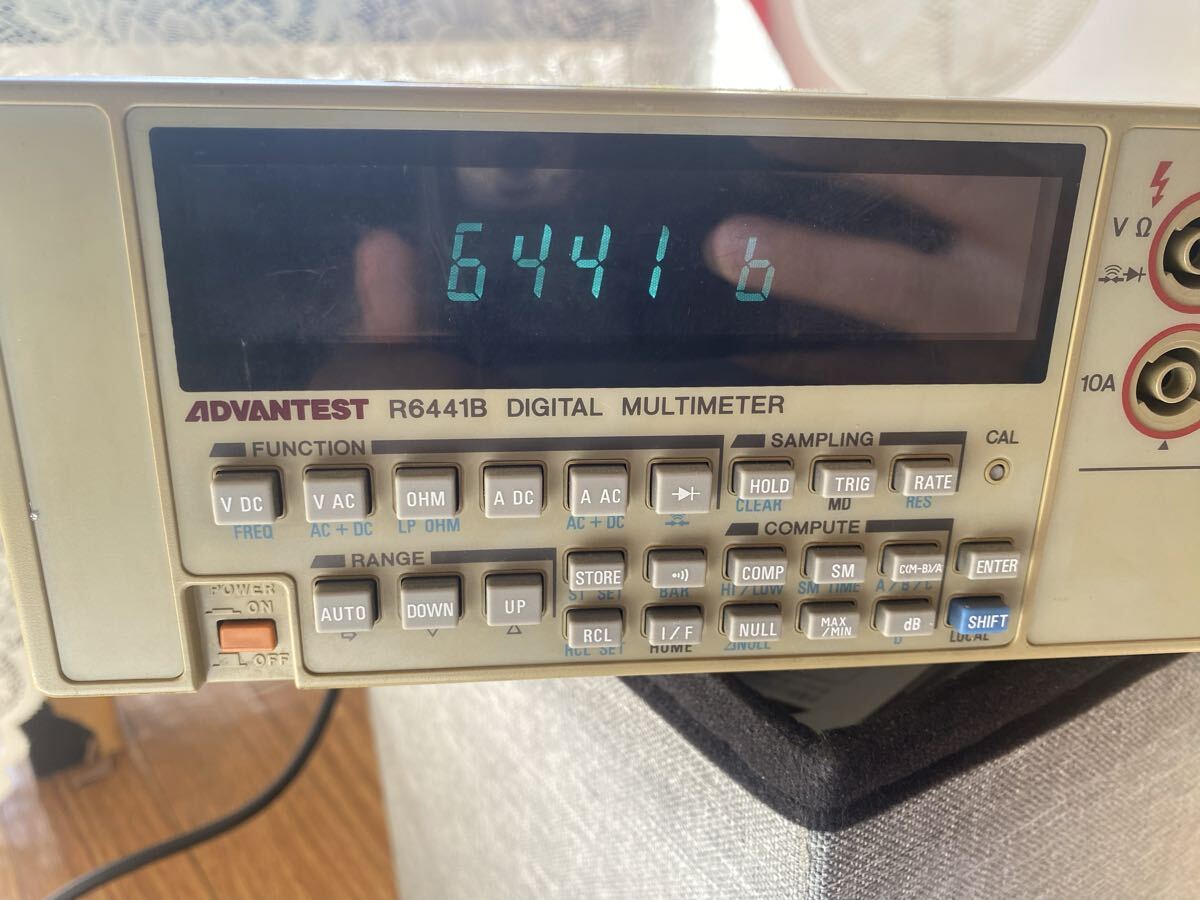 6441 b
V Ω
10A
ADVANTEST R6441B DIGITAL MULTIMETER
FUNCTION
SAMPLING
CAL
V DC
V AC
OHM
A DC
A AC
HOLD
TRIG
RATE
FREQ
AC + DC
LP OHM
AC + DC
CLEAR
MD
RES
COMPUTE
RANGE
STORE
COMP
SM
C(M-B)/A
ENTER
ST SET
BAR
HI / LOW
SM TIME
A / B / C
POWER
ON
OFF
AUTO
DOWN
UP
RCL
I / F
NULL
MAX
/MIN
dB
SHIFT
RCL SET
HOME
⊿NULL
D
LOCAL